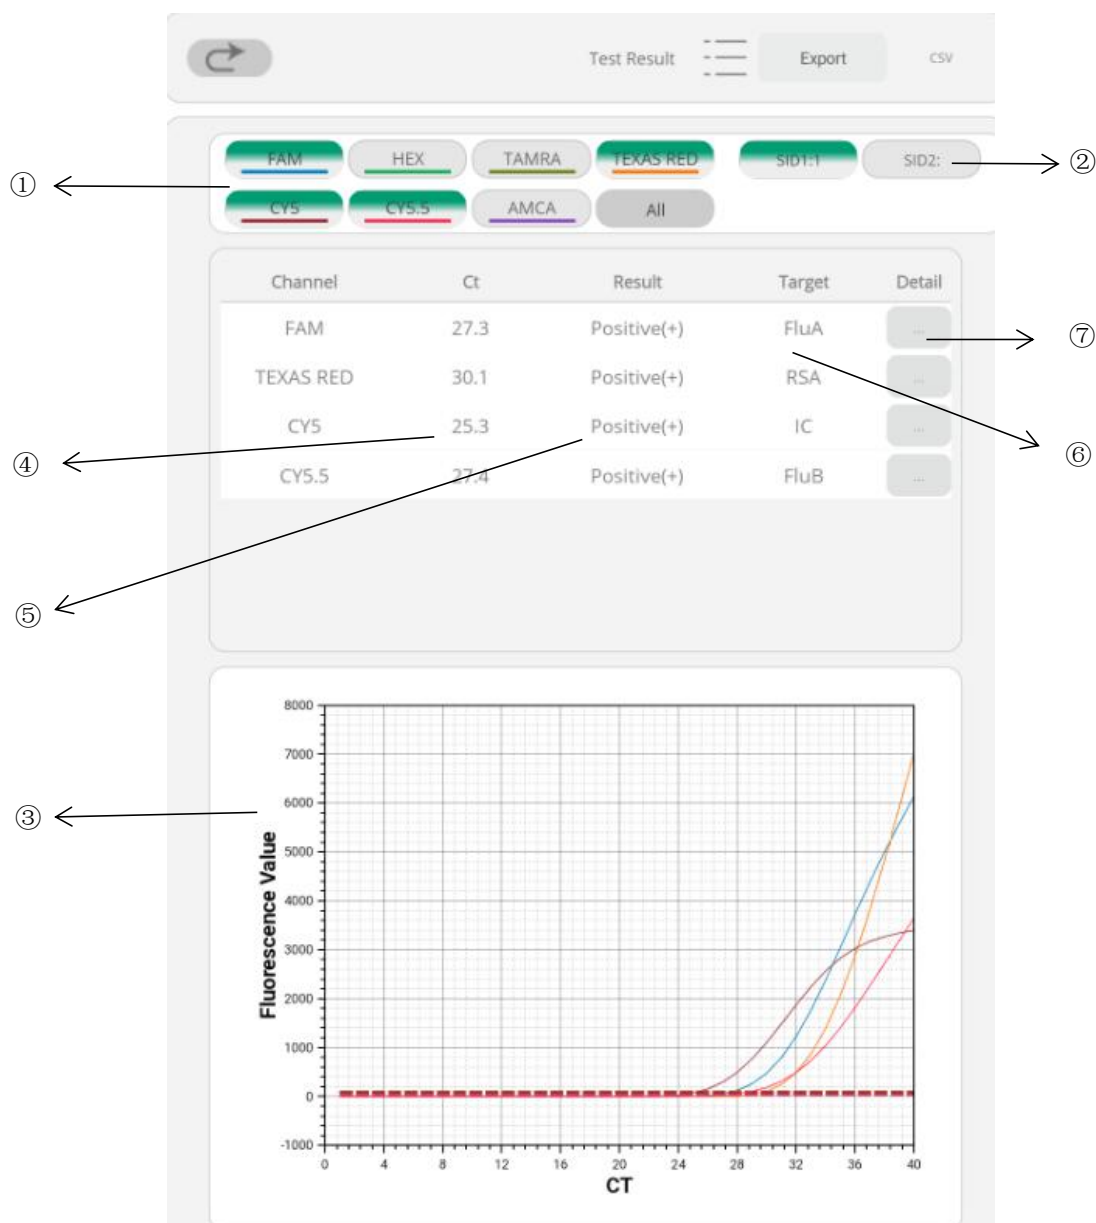 Test Result Export CSV
FAM HEX TAMRA TEXAS RED SID1:1 SID2: ②
①
CY5 CY5.5 AMCA All
Channel Ct Result Target Detail
FAM 27.3 Positive(+) FluA ... ⑦
TEXAS RED 30.1 Positive(+) RSA ...
CY5 25.3 Positive(+) IC ...
④ ⑥
CY5.5 27.4 Positive(+) FluB ...
⑤
③
Fluorescence Value
8000
7000
6000
5000
4000
3000
2000
1000
0
-1000
0 4 8 12 16 20 24 28 32 36 40
CT